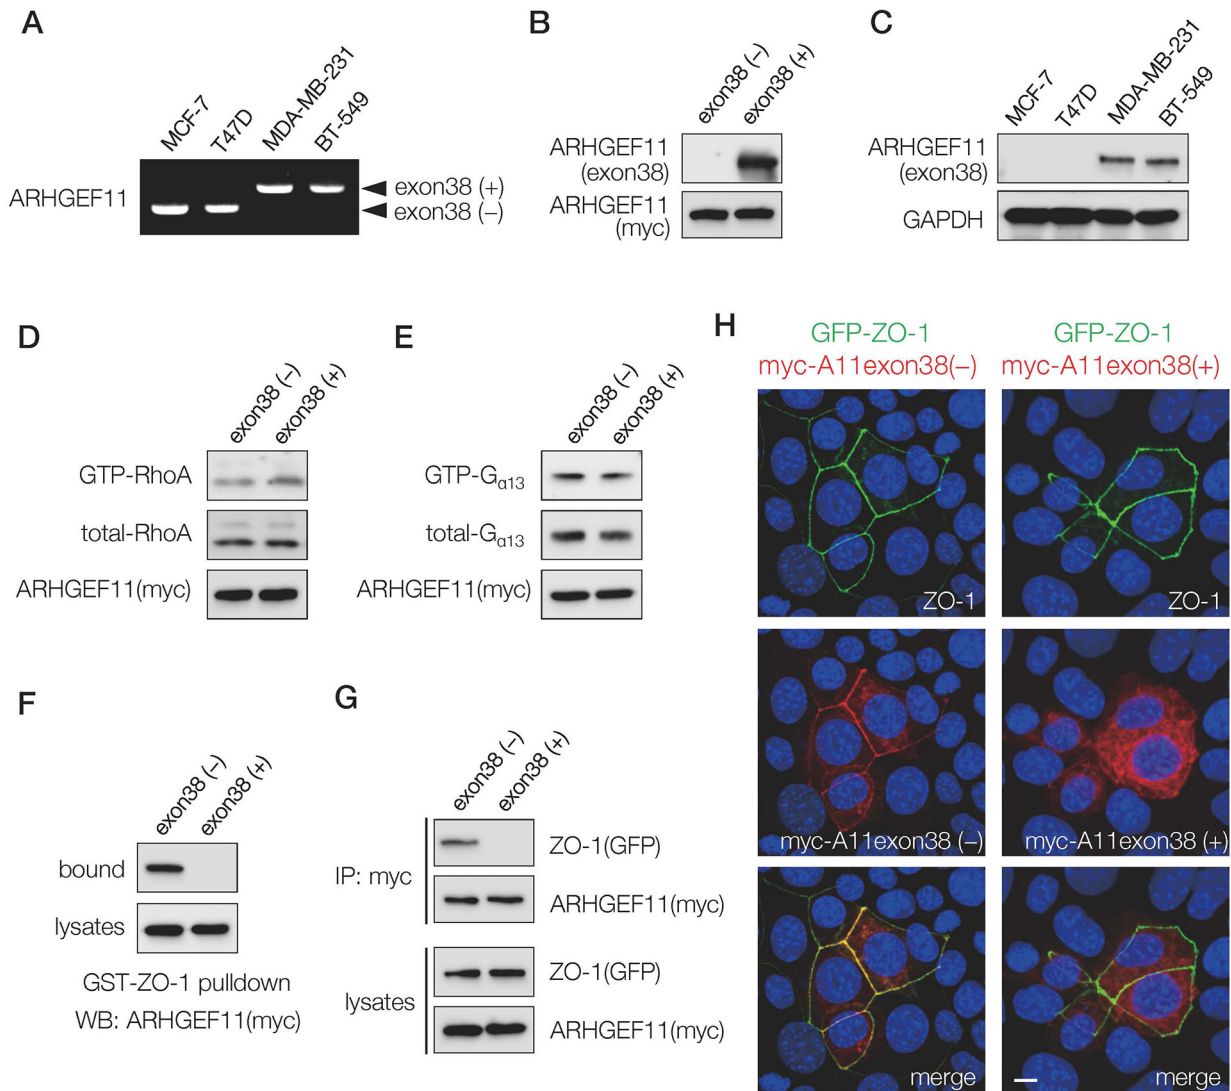 A
MCF-7
T47D
MDA-MB-231
BT-549
ARHGEF11
exon38 (+)
exon38 (–)
B
exon38 (–)
exon38 (+)
ARHGEF11
(exon38)
ARHGEF11
(myc)
C
MCF-7
T47D
MDA-MB-231
BT-549
ARHGEF11
(exon38)
GAPDH
D
exon38 (–)
exon38 (+)
GTP-RhoA
total-RhoA
ARHGEF11(myc)
E
exon38 (–)
exon38 (+)
GTP-Gα13
total-Gα13
ARHGEF11(myc)
F
exon38 (–)
exon38 (+)
bound
lysates
GST-ZO-1 pulldown
WB: ARHGEF11(myc)
G
exon38 (–)
exon38 (+)
IP: myc
ZO-1(GFP)
ARHGEF11(myc)
lysates
ZO-1(GFP)
ARHGEF11(myc)
H
GFP-ZO-1
myc-A11exon38(–)
GFP-ZO-1
myc-A11exon38(+)
ZO-1
ZO-1
myc-A11exon38 (–)
myc-A11exon38 (+)
merge
merge